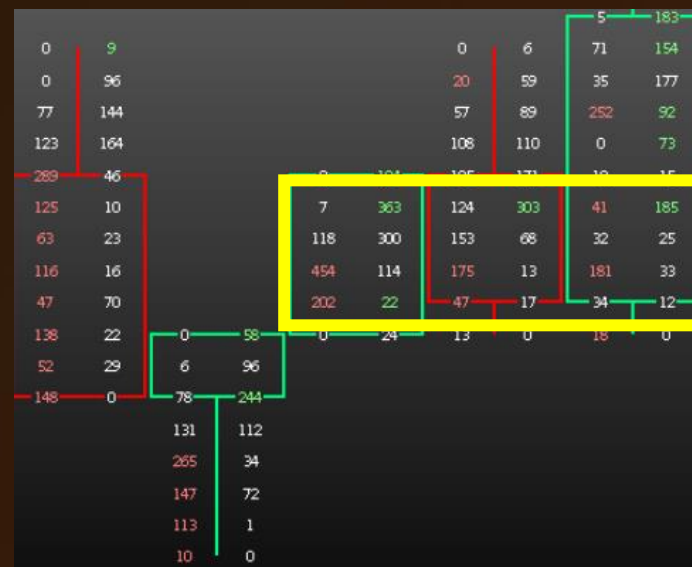 5 183
0 9 0 6 71 154
0 96 20 59 35 177
77 144 57 89 252 92
123 164 108 110 0 73
289 46
125 10 7 363 124 303 41 185
63 23 118 300 153 68 32 25
116 16 454 114 175 13 181 33
47 70 202 22 47 17 34 12
138 22 0 58 0 24 13 0 18 0
52 29 6 96
148 0 78 244
131 112
265 34
147 72
113 1
10 0